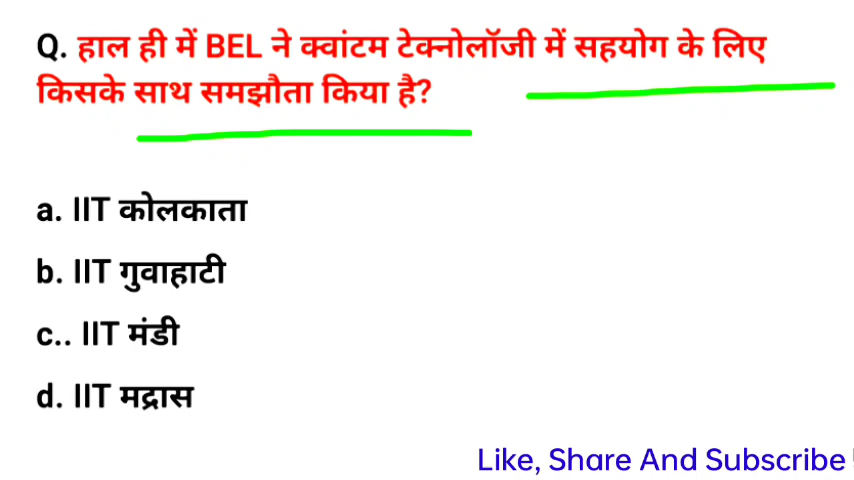 Q. हाल ही में BEL ने क्वांटम टेक्नोलॉजी में सहयोग के लिए
किसके साथ समझौता किया है?
a. IIT कोलकाता
b. IIT गुवाहाटी
c.. IIT मंडी
d. IIT मद्रास
Like, Share And Subscribe